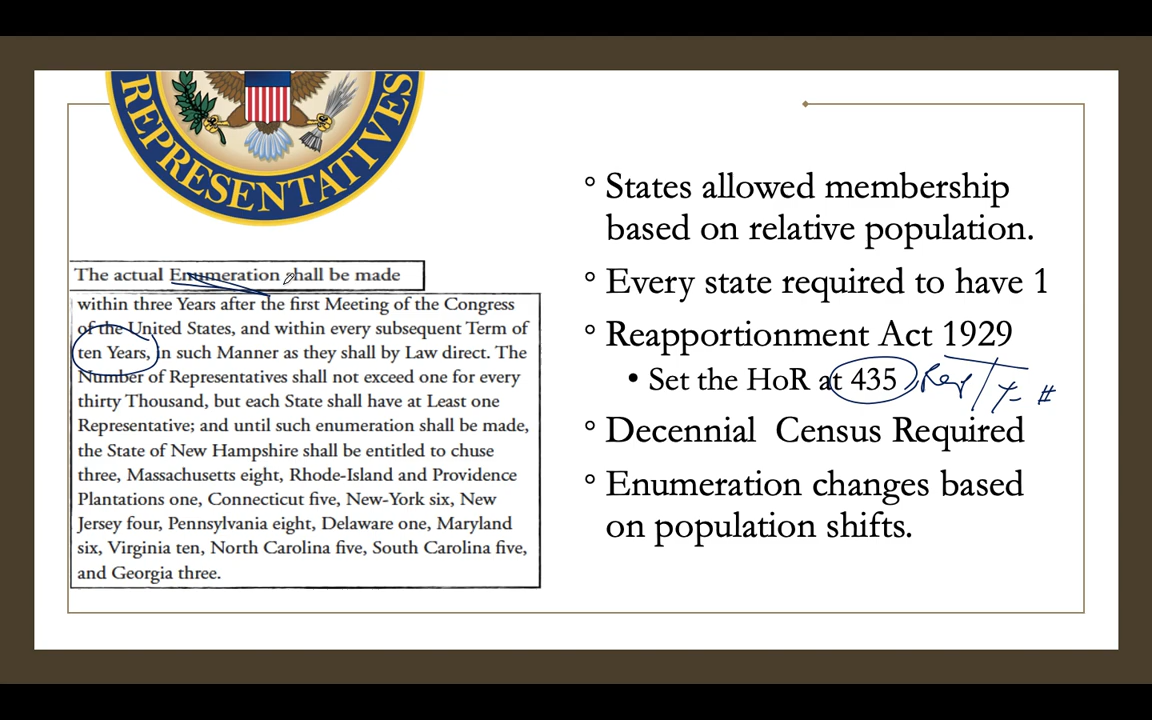 REPRESENTATIVES
The actual Enumeration shall be made
within three Years after the first Meeting of the Congress
of the United States, and within every subsequent Term of
ten Years, in such Manner as they shall by Law direct. The
Number of Representatives shall not exceed one for every
thirty Thousand, but each State shall have at Least one
Representative; and until such enumeration shall be made,
the State of New Hampshire shall be entitled to chuse
three, Massachusetts eight, Rhode-Island and Providence
Plantations one, Connecticut five, New-York six, New
Jersey four, Pennsylvania eight, Delaware one, Maryland
six, Virginia ten, North Carolina five, South Carolina five,
and Georgia three.
° States allowed membership
based on relative population.
° Every state required to have 1
° Reapportionment Act 1929
• Set the HoR at 435
#
° Decennial Census Required
° Enumeration changes based
on population shifts.